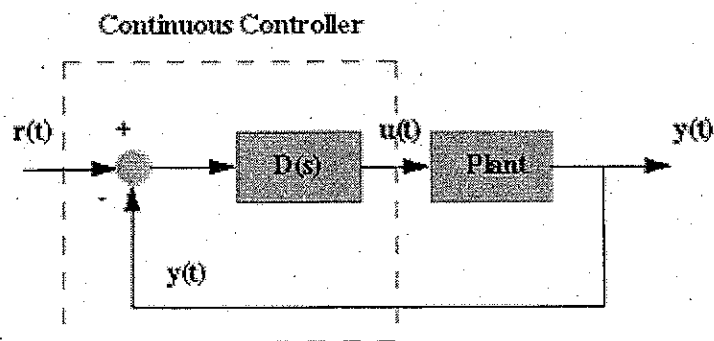 Continuous Controller
r(t)
+
u(t)
y(t)
D(s)
Plant
-
y(t)